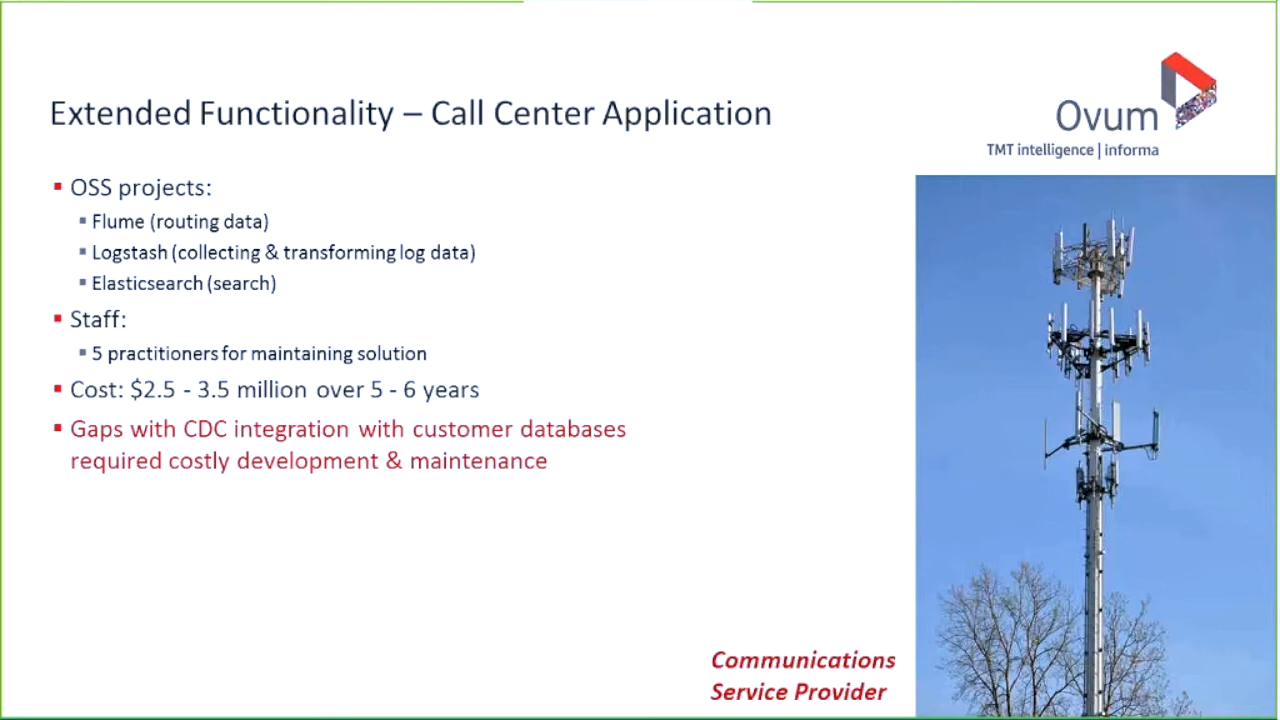 Extended Functionality – Call Center Application
Ovum
TMT intelligence | informa
▪ OSS projects:
▪ Flume (routing data)
▪ Logstash (collecting & transforming log data)
▪ Elasticsearch (search)
▪ Staff:
▪ 5 practitioners for maintaining solution
▪ Cost: $2.5 - 3.5 million over 5 - 6 years
▪ Gaps with CDC integration with customer databases
required costly development & maintenance
Communications
Service Provider